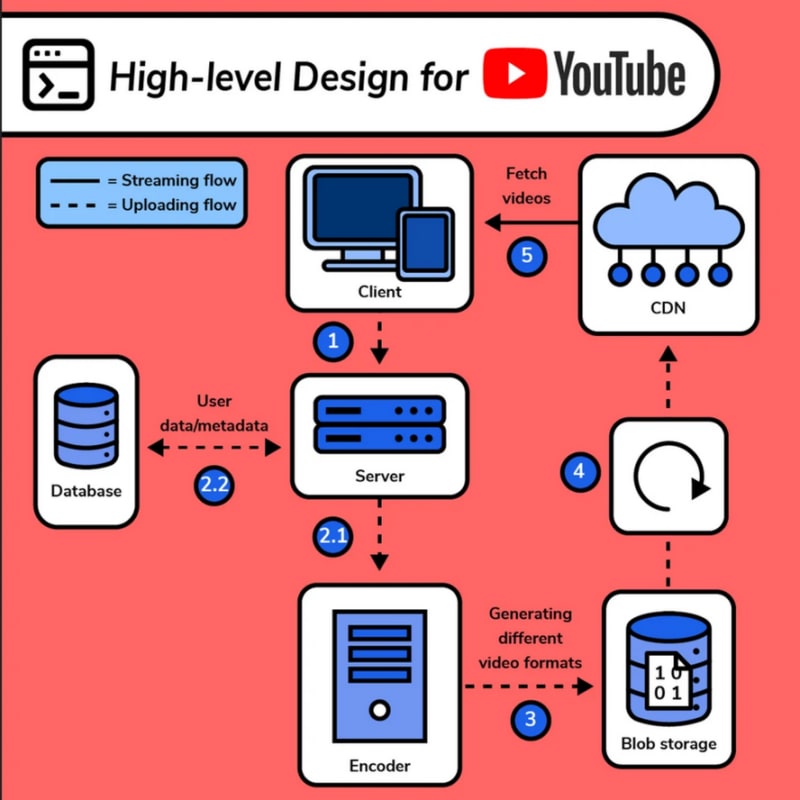 High-level Design for YouTube
= Streaming flow
= Uploading flow
Client
Fetch
videos
5
CDN
1
User
data/metadata
2.2
Database
Server
4
2.1
Encoder
Generating
different
video formats
3
1 0
0 1
Blob storage